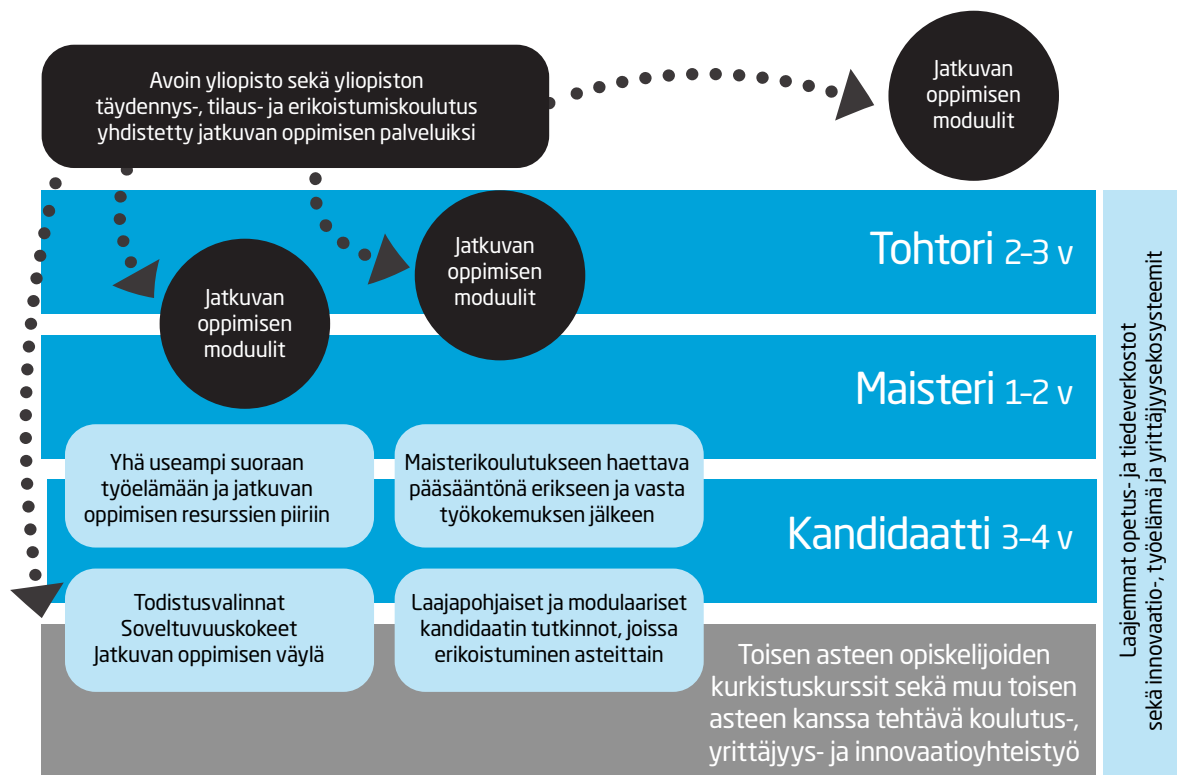 Avoin yliopisto sekä yliopiston
täydennys-, tilaus- ja erikoistumiskoulutus
yhdistetty jatkuvan oppimisen palveluiksi
Jatkuvan
oppimisen
moduulit
Jatkuvan
oppimisen
moduulit
Jatkuvan
oppimisen
moduulit
Tohtori 2–3 v
Maisteri 1–2 v
Yhä useampi suoraan
työelämään ja jatkuvan
oppimisen resurssien piiriin
Maisterikoulutukseen haettava
pääsääntönä erikseen ja vasta
työkokemuksen jälkeen
Kandidaatti 3–4 v
Todistusvalinnat
Soveltuvuuskokeet
Jatkuvan oppimisen väylä
Laajapohjaiset ja modulaariset
kandidaatin tutkinnot, joissa
erikoistuminen asteittain
Toisen asteen opiskelijoiden
kurkistuskurssit sekä muu toisen
asteen kanssa tehtävä koulutus-,
yrittäjyys- ja innovaatioyhteistyö
Laajemmat opetus- ja tiedeverkostot
sekä innovaatio-, työelämä ja yrittäjyysekosysteemit